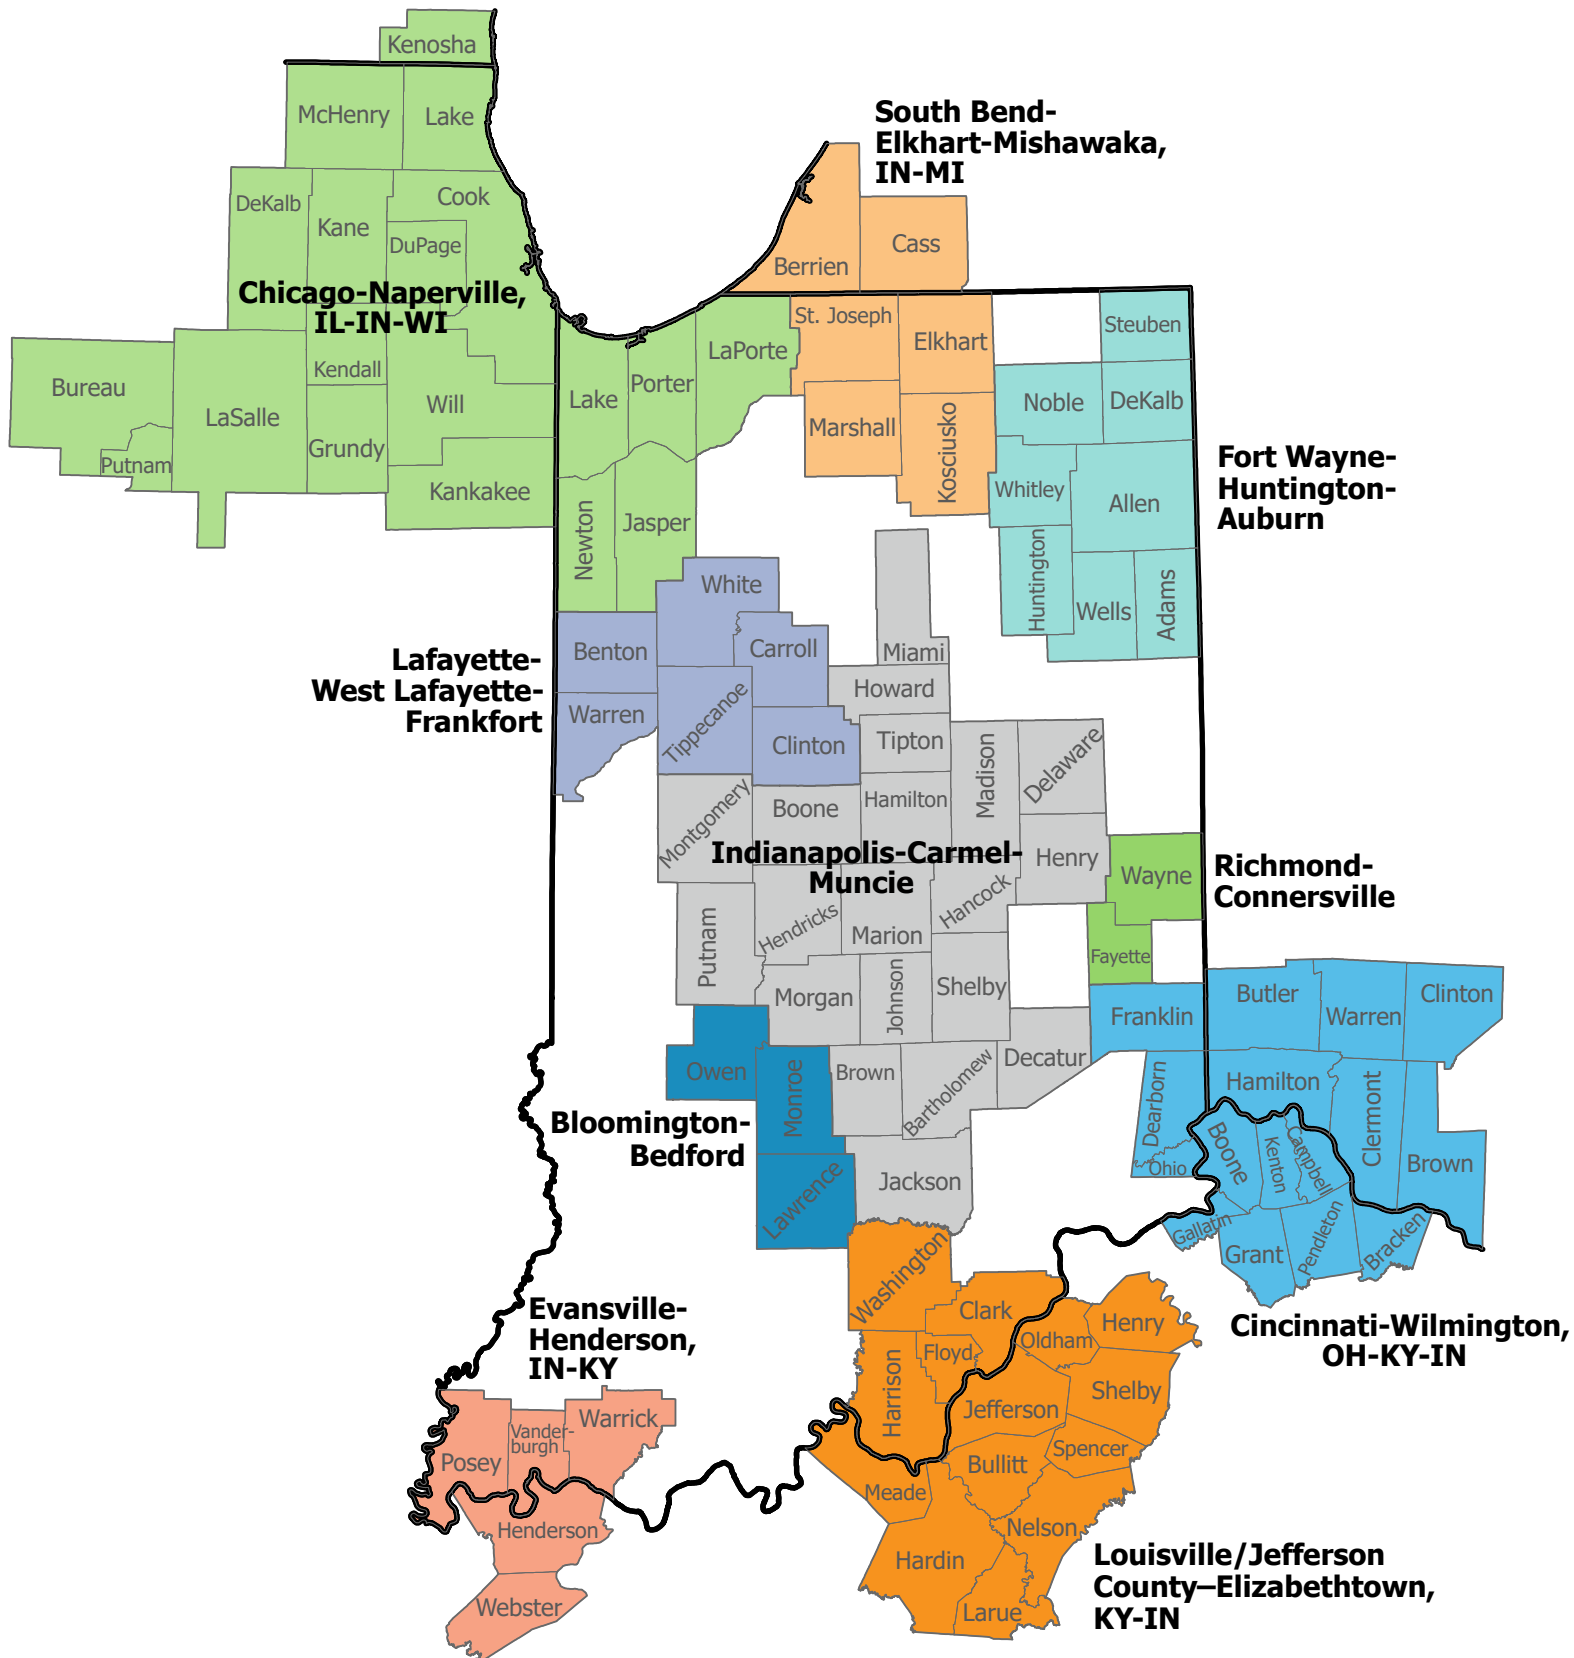 Kenosha
McHenry
Lake
DeKalb
Kane
Cook
DuPage
Chicago-Naperville,
IL-IN-WI
Bureau
Putnam
LaSalle
Kendall
Grundy
Will
Kankakee
Lake
Porter
LaPorte
Newton
Jasper
South Bend-
Elkhart-Mishawaka,
IN-MI
Berrien
Cass
St. Joseph
Elkhart
Marshall
Kosciusko
Steuben
Noble
DeKalb
Whitley
Allen
Huntington
Wells
Adams
Fort Wayne-
Huntington-
Auburn
Lafayette-
West Lafayette-
Frankfort
White
Benton
Carroll
Warren
Tippecanoe
Clinton
Miami
Howard
Tipton
Madison
Delaware
Montgomery
Boone
Hamilton
Henry
Indianapolis-Carmel-
Muncie
Putnam
Hendricks
Marion
Hancock
Morgan
Johnson
Shelby
Brown
Bartholomew
Decatur
Jackson
Wayne
Fayette
Richmond-
Connersville
Owen
Monroe
Lawrence
Bloomington-
Bedford
Franklin
Butler
Warren
Clinton
Dearborn
Hamilton
Clermont
Brown
Ohio
Boone
Kenton
Campbell
Gallatin
Grant
Pendleton
Bracken
Cincinnati-Wilmington,
OH-KY-IN
Washington
Clark
Floyd
Harrison
Oldham
Henry
Jefferson
Shelby
Spencer
Bullitt
Meade
Nelson
Hardin
Larue
Louisville/Jefferson
County–Elizabethtown,
KY-IN
Evansville-
Henderson,
IN-KY
Posey
Vander-
burgh
Warrick
Henderson
Webster